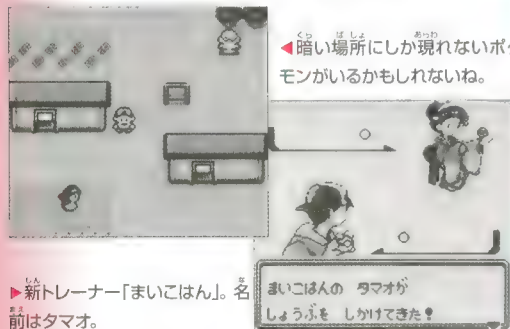 ◀暗い場所にしか現れないポケ
モンがいるかもしれないね。
▶新トレーナー「まいこはん」。名
前はタマオ。
まいこはんの タマオが
しょうぶを しかけてきた!